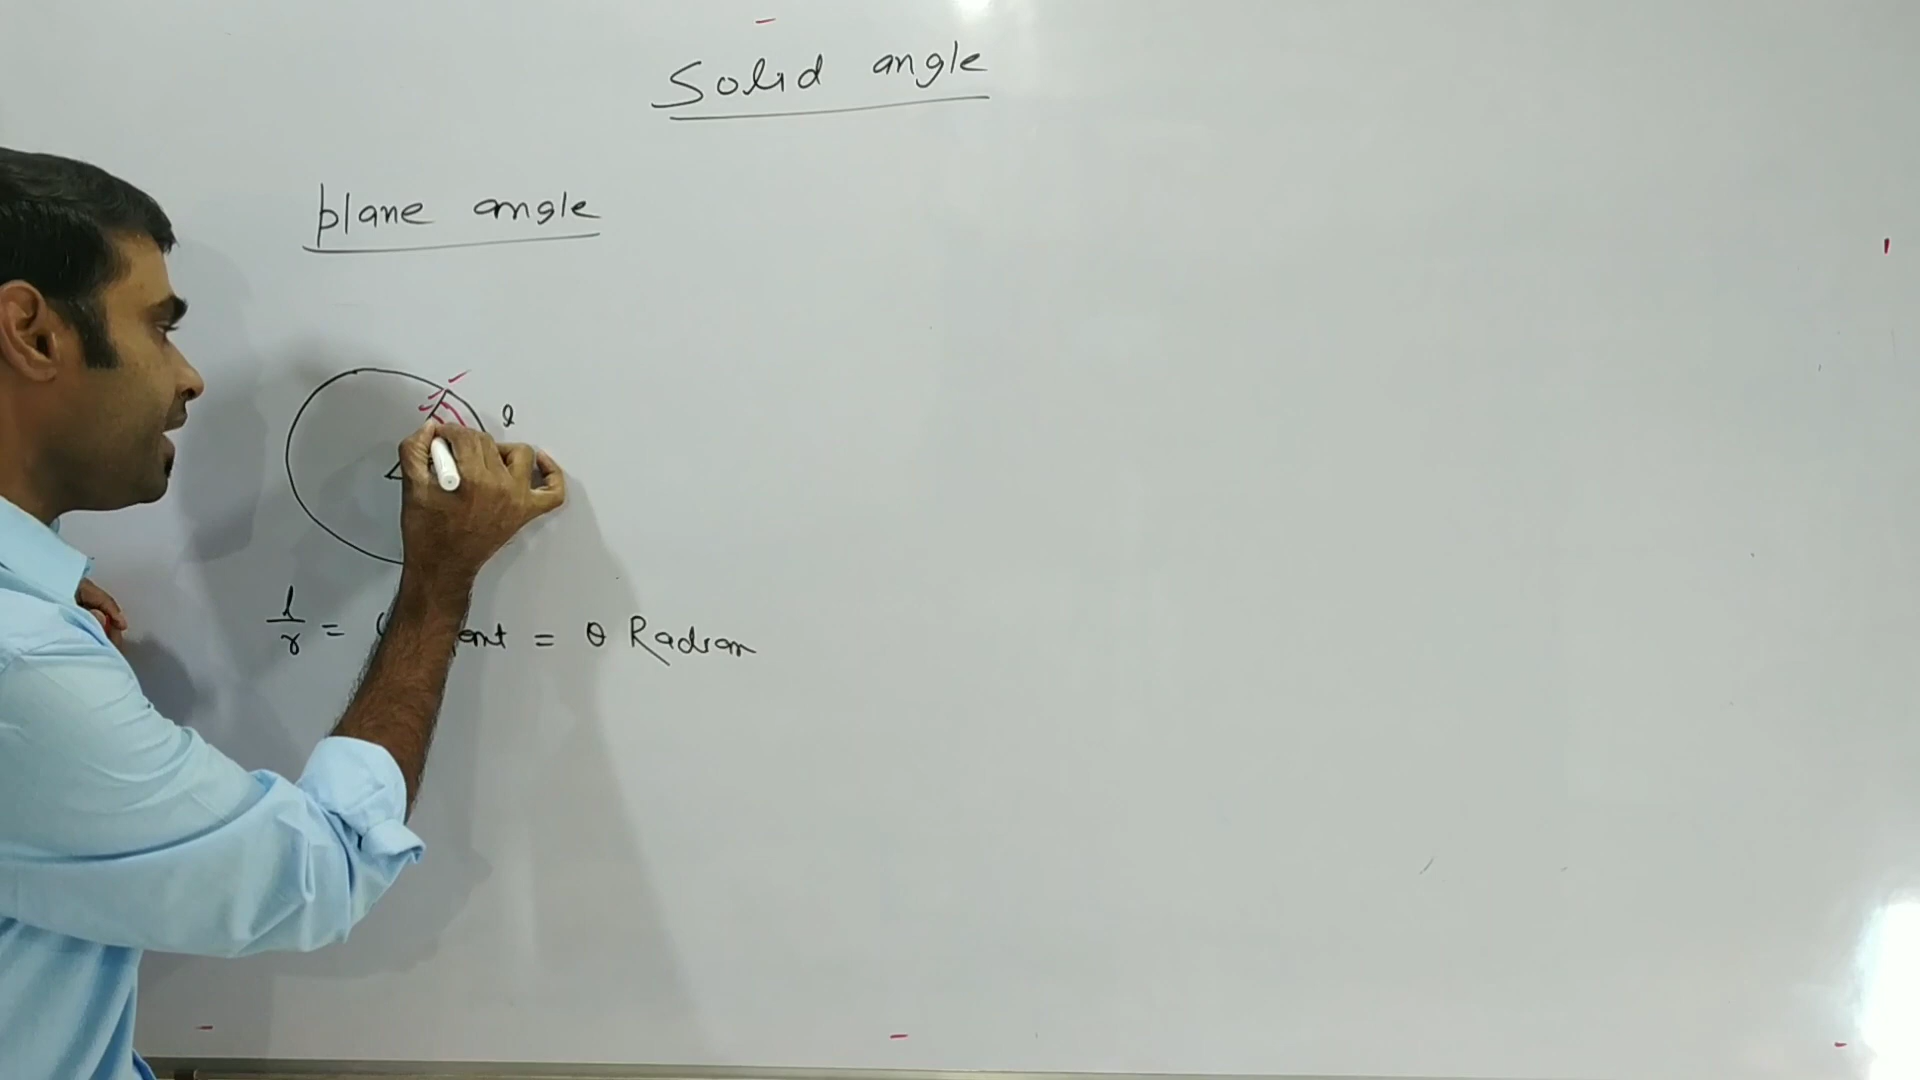 Solid angle
plane angle
l
l/r = = θ Radian